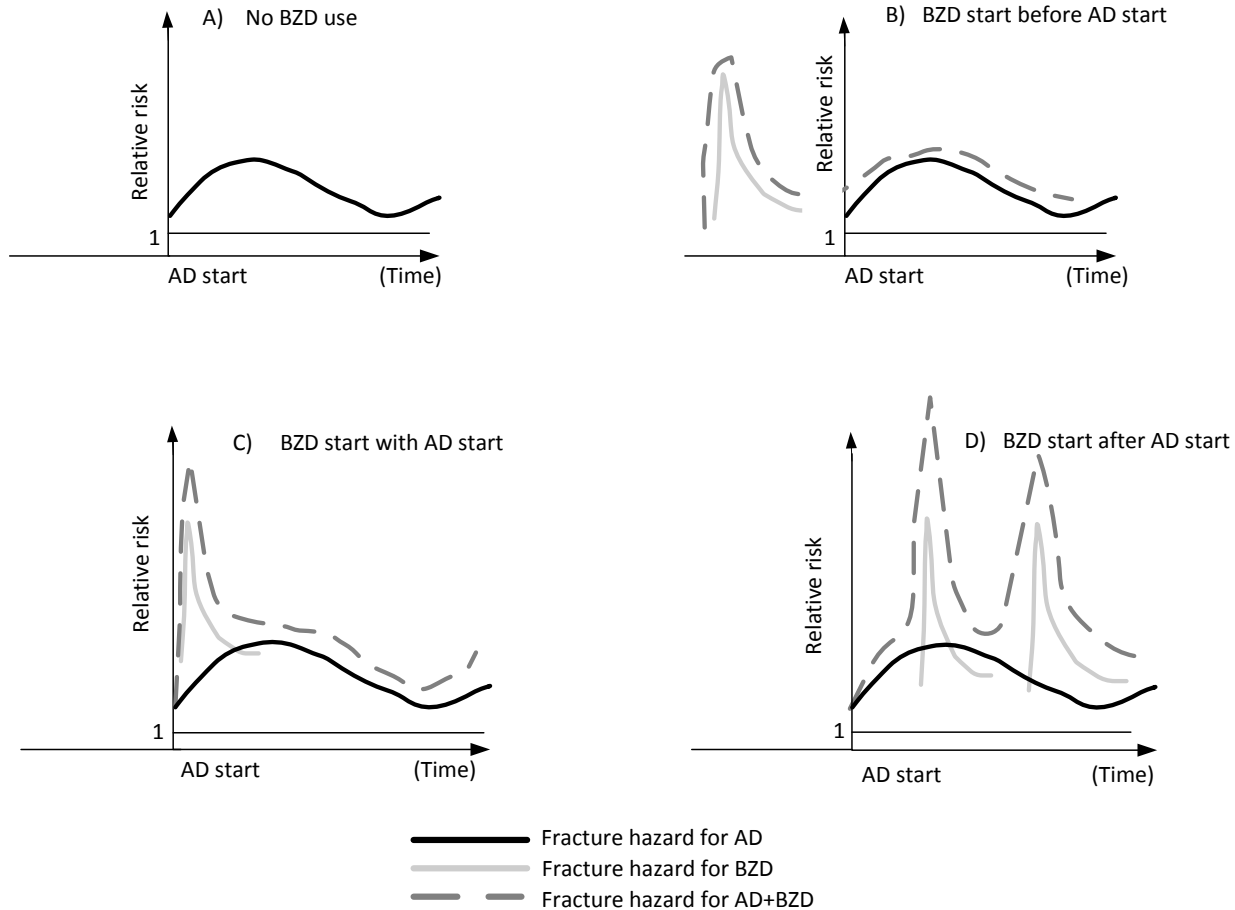 A) No BZD use
Relative risk
1
AD start (Time)
B) BZD start before AD start
Relative risk
1
AD start (Time)
C) BZD start with AD start
Relative risk
1
AD start (Time)
D) BZD start after AD start
Relative risk
1
AD start (Time)
Fracture hazard for AD
Fracture hazard for BZD
Fracture hazard for AD+BZD